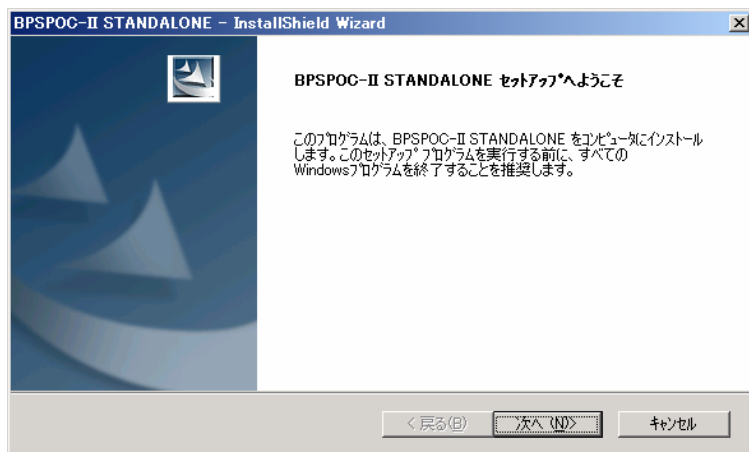 BPSPOC-II STANDALONE - InstallShield Wizard
BPSPOC-II STANDALONE セットアップへようこそ
このプログラムは、BPSPOC-II STANDALONE をコンピュータにインストール
します。このセットアップ プログラムを実行する前に、すべての
Windowsプログラムを終了することを推奨します。
< 戻る(B)
次へ (N)>
キャンセル